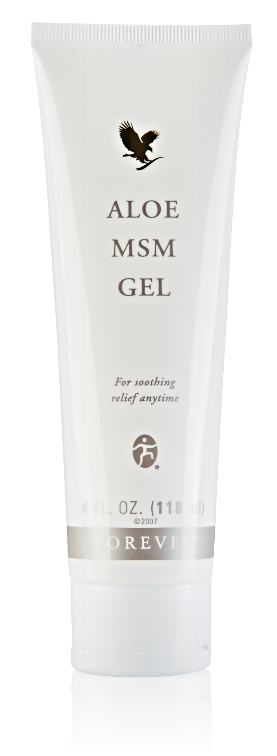 ALOE
MSM
GEL
For soothing
relief anytime
®
4 FL. OZ. (118 ml)
©2007
FOREVER